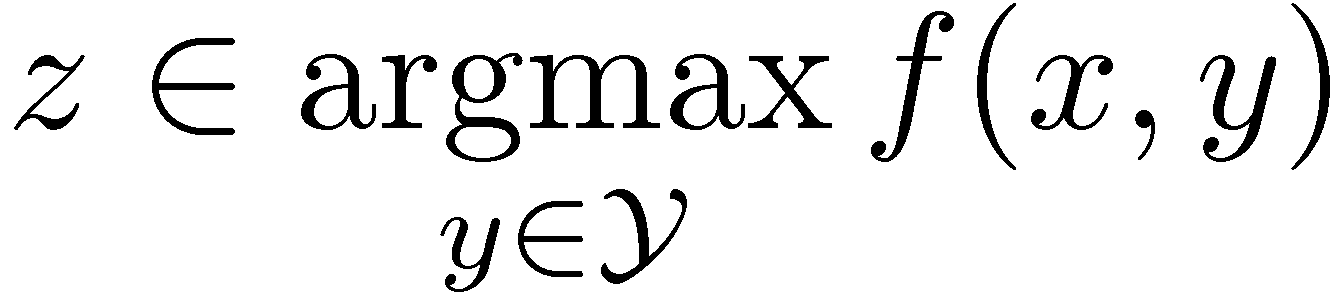 z ∈ argmax f(x, y)
y∈𝒴